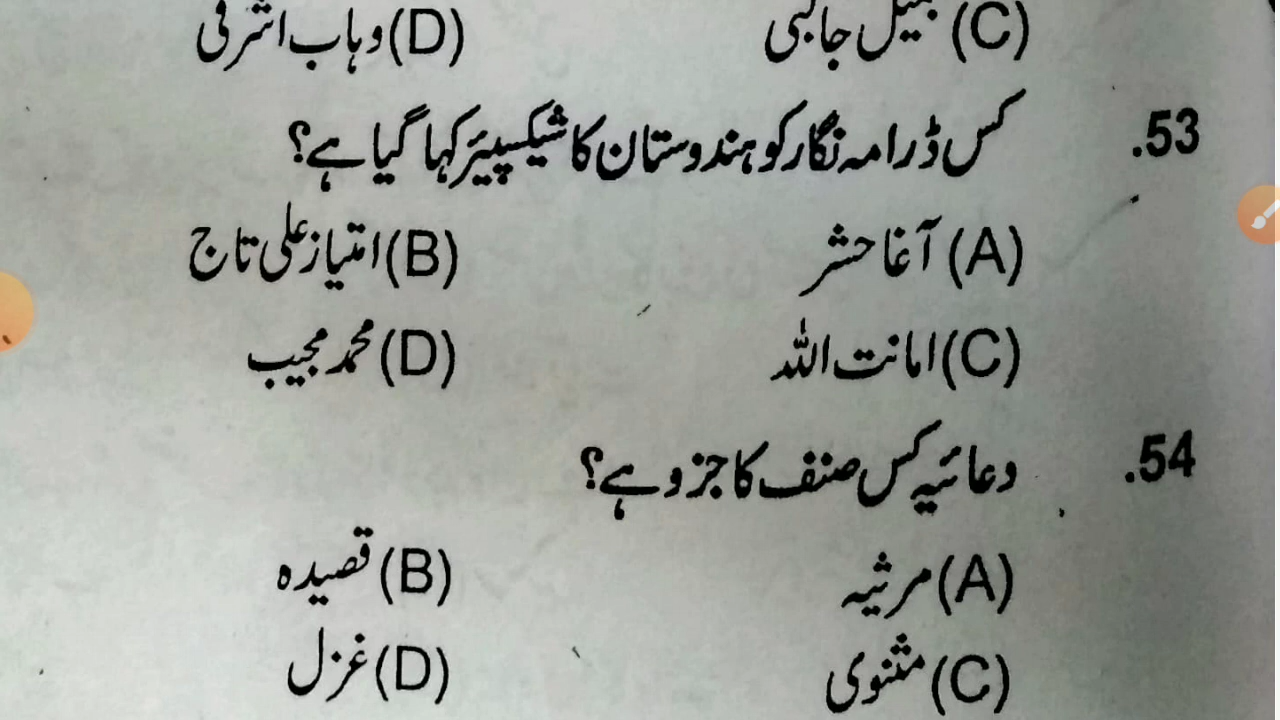 (C) جمیل جالبی (D) وہاب اشرفی
53. کس ڈرامہ نگار کو ہندوستان کا شیکسپیئر کہا گیا ہے؟
(A) آغا حشر (B) امتیاز علی تاج
(C) امانت اللہ (D) محمد مجیب
54. دعائیہ کس صنف کا جزو ہے؟
(A) مرثیہ (B) قصیدہ
(C) مثنوی (D) غزل